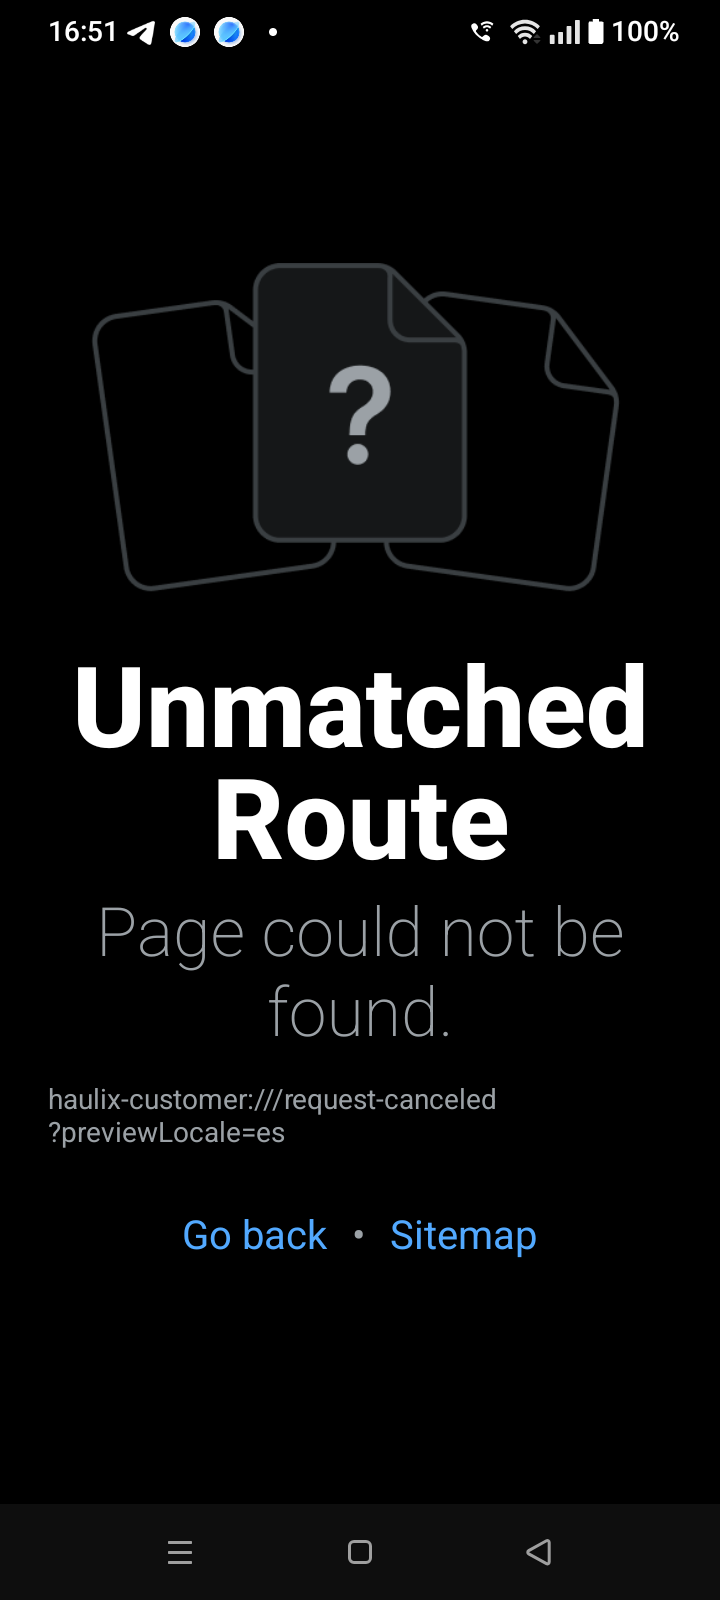 16:51
100%
?
Unmatched
Route
Page could not be
found.
haulix-customer:///request-canceled
?previewLocale=es
Go back • Sitemap